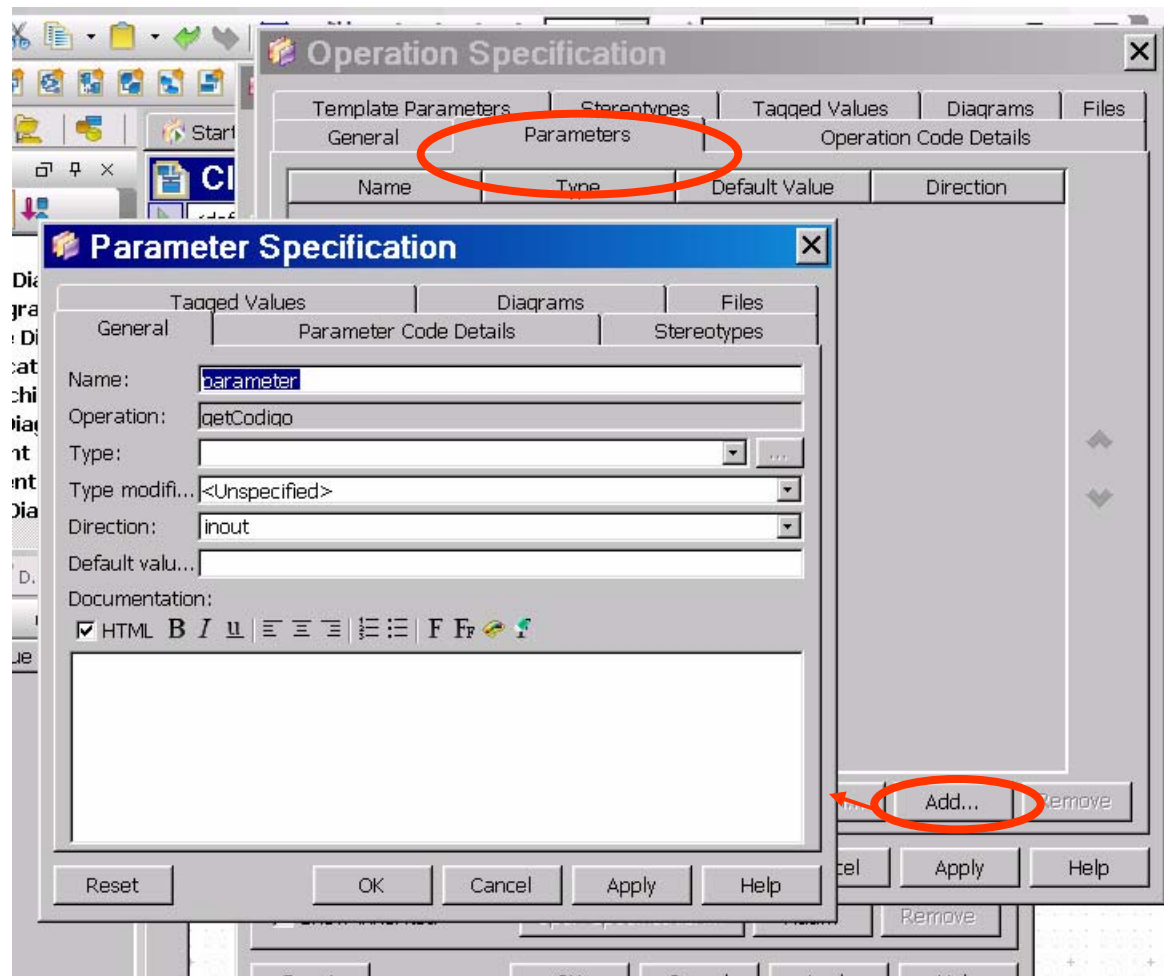 Operation Specification
Template Parameters Stereotypes Tagged Values Diagrams Files
Start
General Parameters Operation Code Details
Cl
Name Type Default Value Direction
Parameter Specification
Tagged Values Diagrams Files
General Parameter Code Details Stereotypes
Name: parameter
Operation: getCodigo
Type: ...
Type modifi... <Unspecified>
Direction: inout
Default valu...
D.
Documentation:
HTML B I u F FF
Add... Remove
Reset OK Cancel Apply Help
Apply Help
Remove